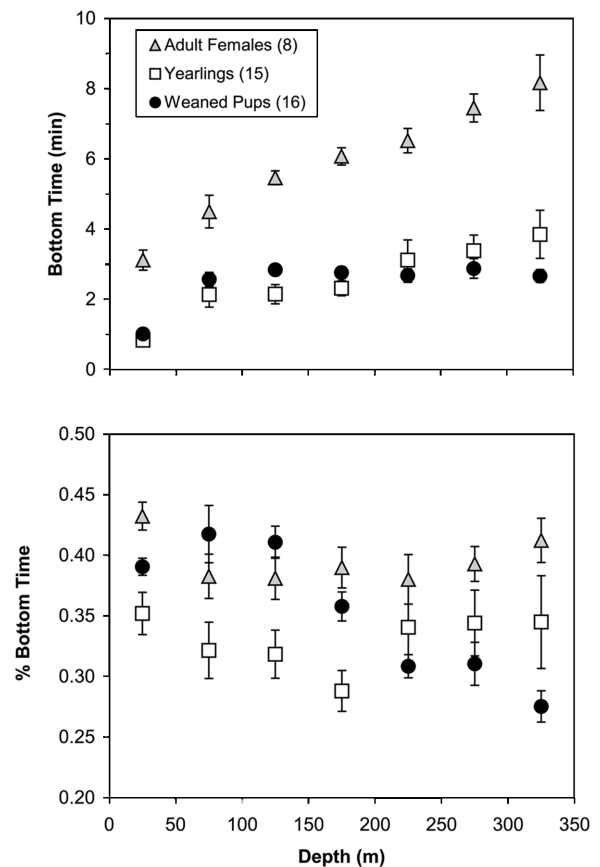 10
8
6
4
2
0
Bottom Time (min)
Adult Females (8)
Yearlings (15)
Weaned Pups (16)
0.50
0.45
0.40
0.35
0.30
0.25
0.20
% Bottom Time
0 50 100 150 200 250 300 350
Depth (m)